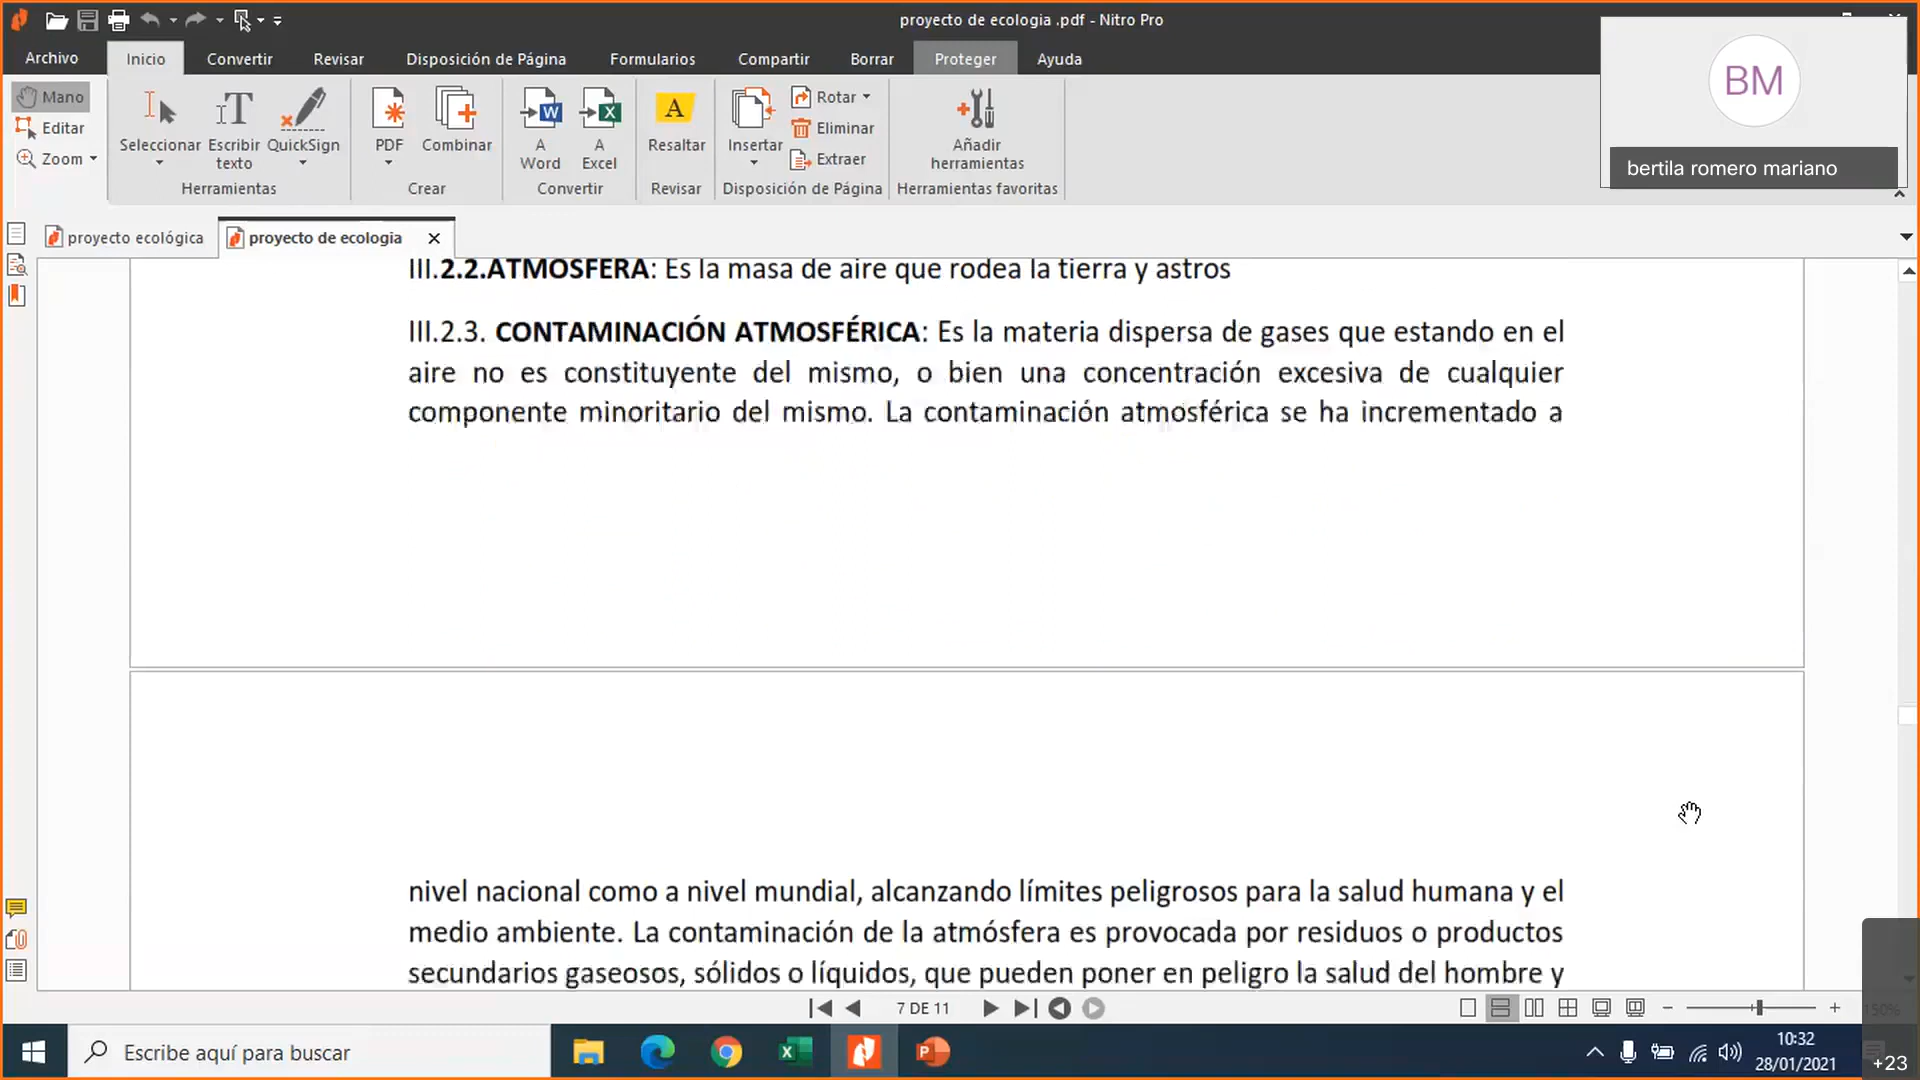 proyecto de ecologia .pdf - Nitro Pro
Archivo Inicio Convertir Revisar Disposición de Página Formularios Compartir Borrar Proteger Ayuda
BM
bertila romero mariano
Mano
Editar
Zoom
Seleccionar
Escribir texto
QuickSign
Herramientas
PDF
Combinar
Crear
A Word
A Excel
Convertir
Resaltar
Revisar
Insertar
Rotar
Eliminar
Extraer
Disposición de Página
Añadir herramientas
Herramientas favoritas
proyecto ecológica
proyecto de ecologia
III.2.2.ATMOSFERA: Es la masa de aire que rodea la tierra y astros
III.2.3. CONTAMINACIÓN ATMOSFÉRICA: Es la materia dispersa de gases que estando en el
aire no es constituyente del mismo, o bien una concentración excesiva de cualquier
componente minoritario del mismo. La contaminación atmosférica se ha incrementado a
nivel nacional como a nivel mundial, alcanzando límites peligrosos para la salud humana y el
medio ambiente. La contaminación de la atmósfera es provocada por residuos o productos
secundarios gaseosos, sólidos o líquidos, que pueden poner en peligro la salud del hombre y
7 DE 11
150%
Escribe aquí para buscar
10:32
28/01/2021
+23